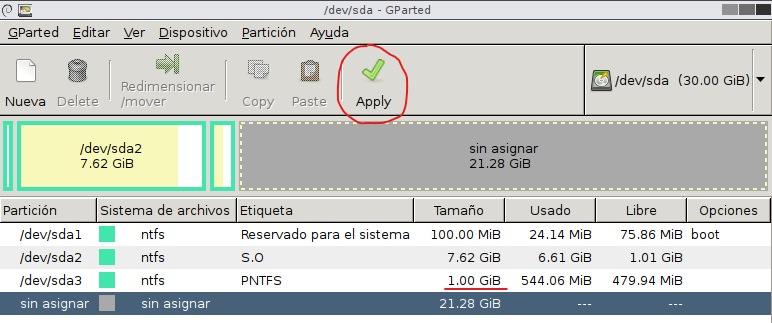 /dev/sda - GParted
GParted Editar Ver Dispositivo Partición Ayuda
Nueva Delete Redimensionar /mover Copy Paste Apply /dev/sda (30.00 GiB)
/dev/sda2
7.62 GiB
sin asignar
21.28 GiB
Partición Sistema de archivos Etiqueta Tamaño Usado Libre Opciones
/dev/sda1 ntfs Reservado para el sistema 100.00 MiB 24.14 MiB 75.86 MiB boot
/dev/sda2 ntfs S.O 7.62 GiB 6.61 GiB 1.01 GiB
/dev/sda3 ntfs PNTFS 1.00 GiB 544.06 MiB 479.94 MiB
sin asignar sin asignar 21.28 GiB --- ---